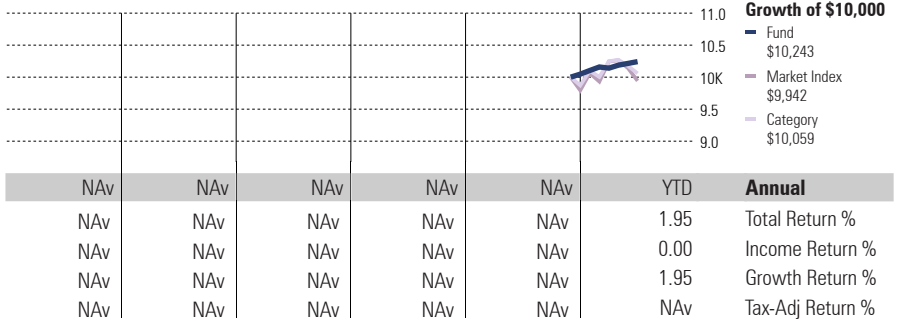 Growth of $10,000
11.0
Fund
10.5
$10,243
10K
Market Index
$9,942
9.5
Category
$10,059
9.0
NAv NAv NAv NAv NAv YTD Annual
NAv NAv NAv NAv NAv 1.95 Total Return %
NAv NAv NAv NAv NAv 0.00 Income Return %
NAv NAv NAv NAv NAv 1.95 Growth Return %
NAv NAv NAv NAv NAv NAv Tax-Adj Return %